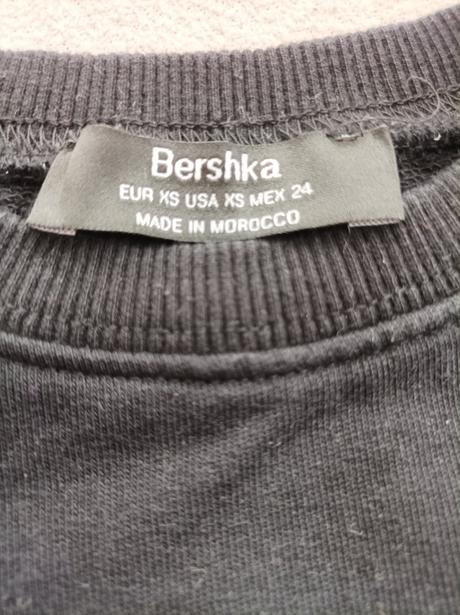 Bershka
EUR XS USA XS MEX 24
MADE IN MOROCCO